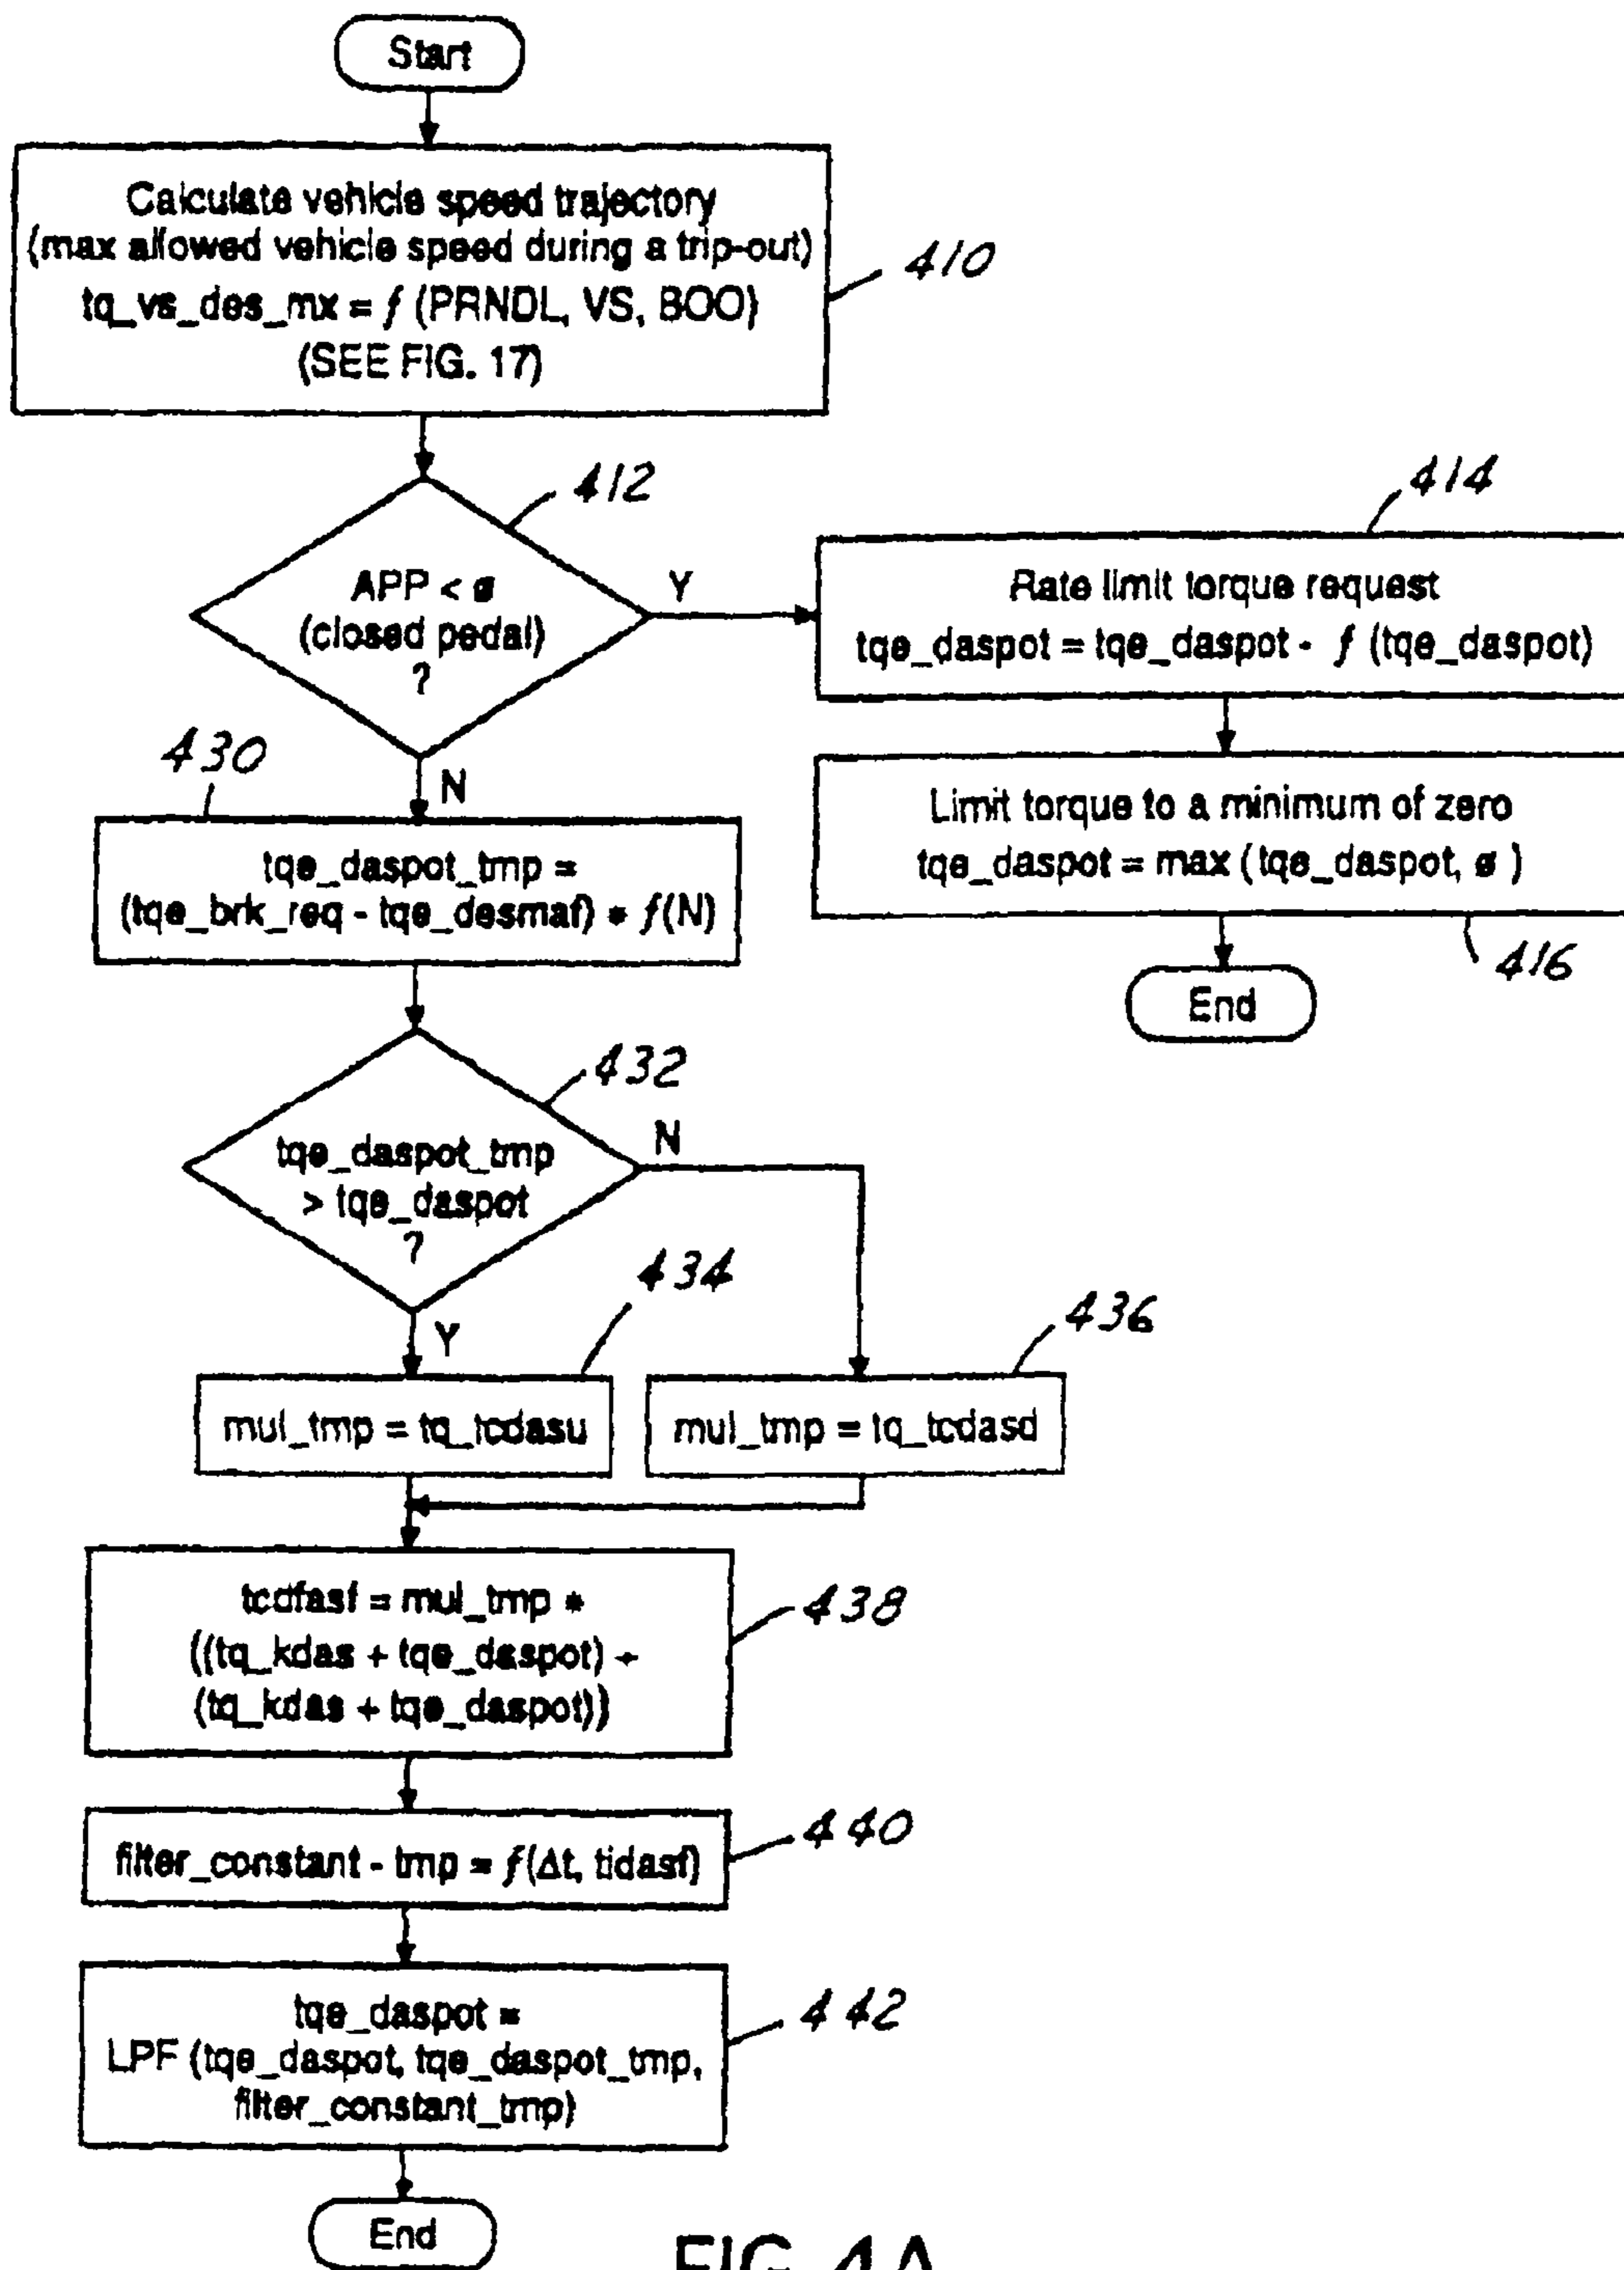 Start
Calculate vehicle speed trajectory
(max allowed vehicle speed during a trip-out)
tq_vs_des_mx = f (PRNDL, VS, BOO)
(SEE FIG. 17)
410
412
APP < ø
(closed pedal)
?
Y
N
414
Rate limit torque request
tqe_daspot = tqe_daspot - f (tqe_daspot)
Limit torque to a minimum of zero
tqe_daspot = max (tqe_daspot, ø )
416
End
430
tqe_daspot_tmp =
(tqe_brk_req - tqe_desmaf) * f(N)
432
tqe_daspot_tmp
> tqe_daspot
?
N
Y
434
mul_tmp = tq_tcdasu
436
mul_tmp = tq_tcdasd
tcdfasf = mul_tmp *
((tq_kdas + tqe_daspot) ÷
(tq_kdas + tqe_daspot))
438
filter_constant - tmp = f(Δt, tidasf)
440
tqe_daspot =
LPF (tqe_daspot, tqe_daspot_tmp,
filter_constant_tmp)
442
End
FIG. 4A